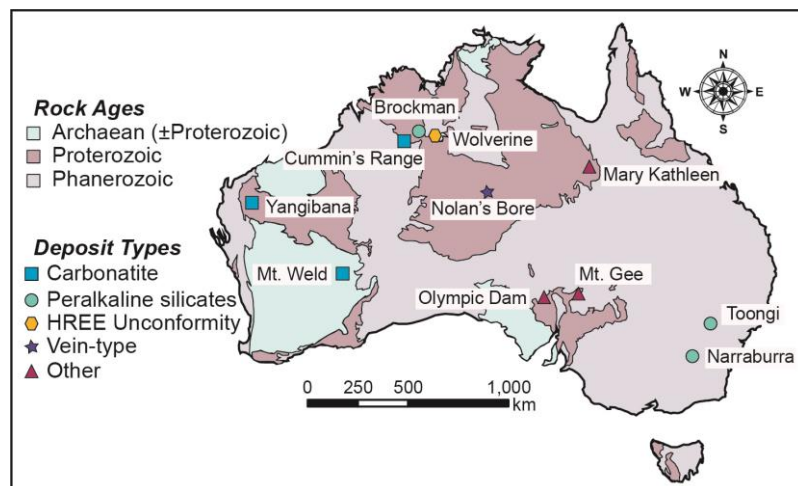 Rock Ages
Archaean (±Proterozoic)
Proterozoic
Phanerozoic
Deposit Types
Carbonatite
Peralkaline silicates
HREE Unconformity
Vein-type
Other
Brockman
Wolverine
Cummin's Range
Mary Kathleen
Yangibana
Nolan's Bore
Mt. Weld
Mt. Gee
Olympic Dam
Toongi
Narraburra
0 250 500 1,000
km
N
W E
S